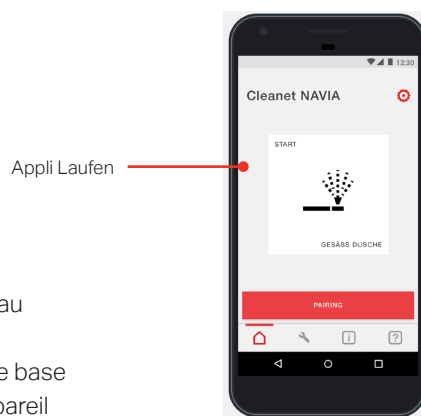 12:30
Cleanet NAVIA
START
Appli Laufen
GESÄSS DUSCHE
au
PAIRING
i ?
e base
pareil